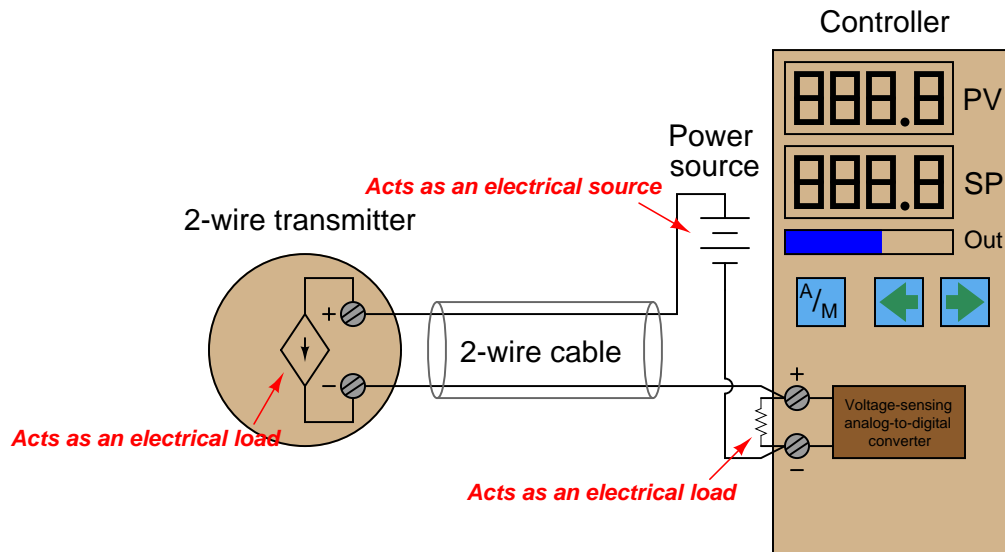 Controller
888.8
PV
Power
source
888.8
SP
Acts as an electrical source
2-wire transmitter
Out
A/M
+
2-wire cable
−
+
Voltage-sensing
analog-to-digital
converter
Acts as an electrical load
−
Acts as an electrical load